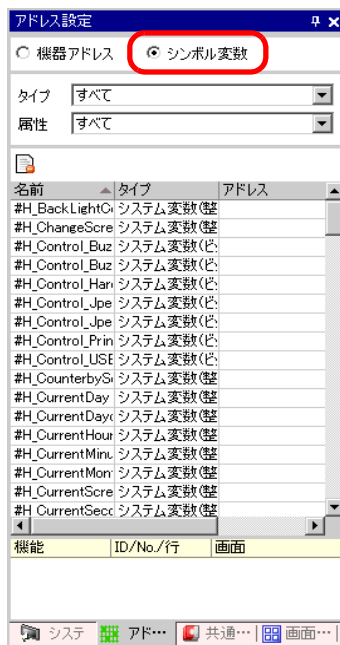 アドレス設定
機器アドレス シンボル変数
タイプ すべて
属性 すべて
名前 タイプ アドレス
#H_BackLightC システム変数(整
#H_ChangeScre システム変数(整
#H_Control_Buz システム変数(ビ
#H_Control_Buz システム変数(ビ
#H_Control_Har システム変数(ビ
#H_Control_Jpe システム変数(ビ
#H_Control_Jpe システム変数(ビ
#H_Control_Prin システム変数(ビ
#H_Control_USE システム変数(ビ
#H_CounterbyS システム変数(整
#H_CurrentDay システム変数(整
#H_CurrentDay システム変数(整
#H_CurrentHour システム変数(整
#H_CurrentMinu システム変数(整
#H_CurrentMon システム変数(整
#H_CurrentScre システム変数(整
#H_CurrentSecc システム変数(整
機能 ID/No./行 画面
システ アド… 共通… 画面…